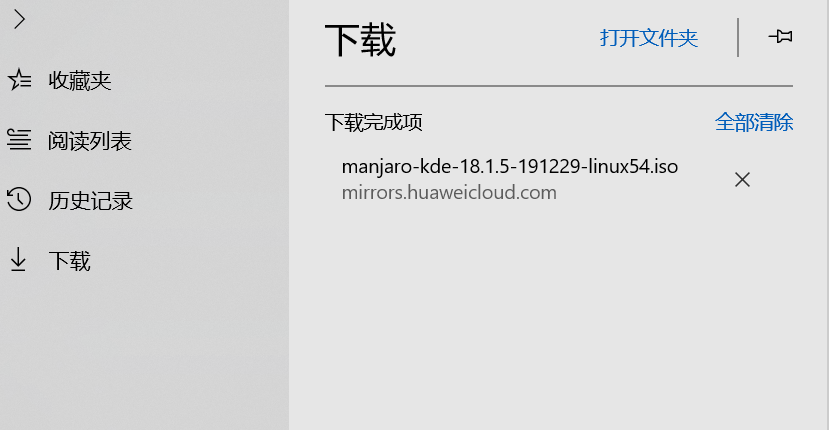 收藏夹
阅读列表
历史记录
下载
下载
打开文件夹
下载完成项
全部清除
manjaro-kde-18.1.5-191229-linux54.iso
mirrors.huaweicloud.com